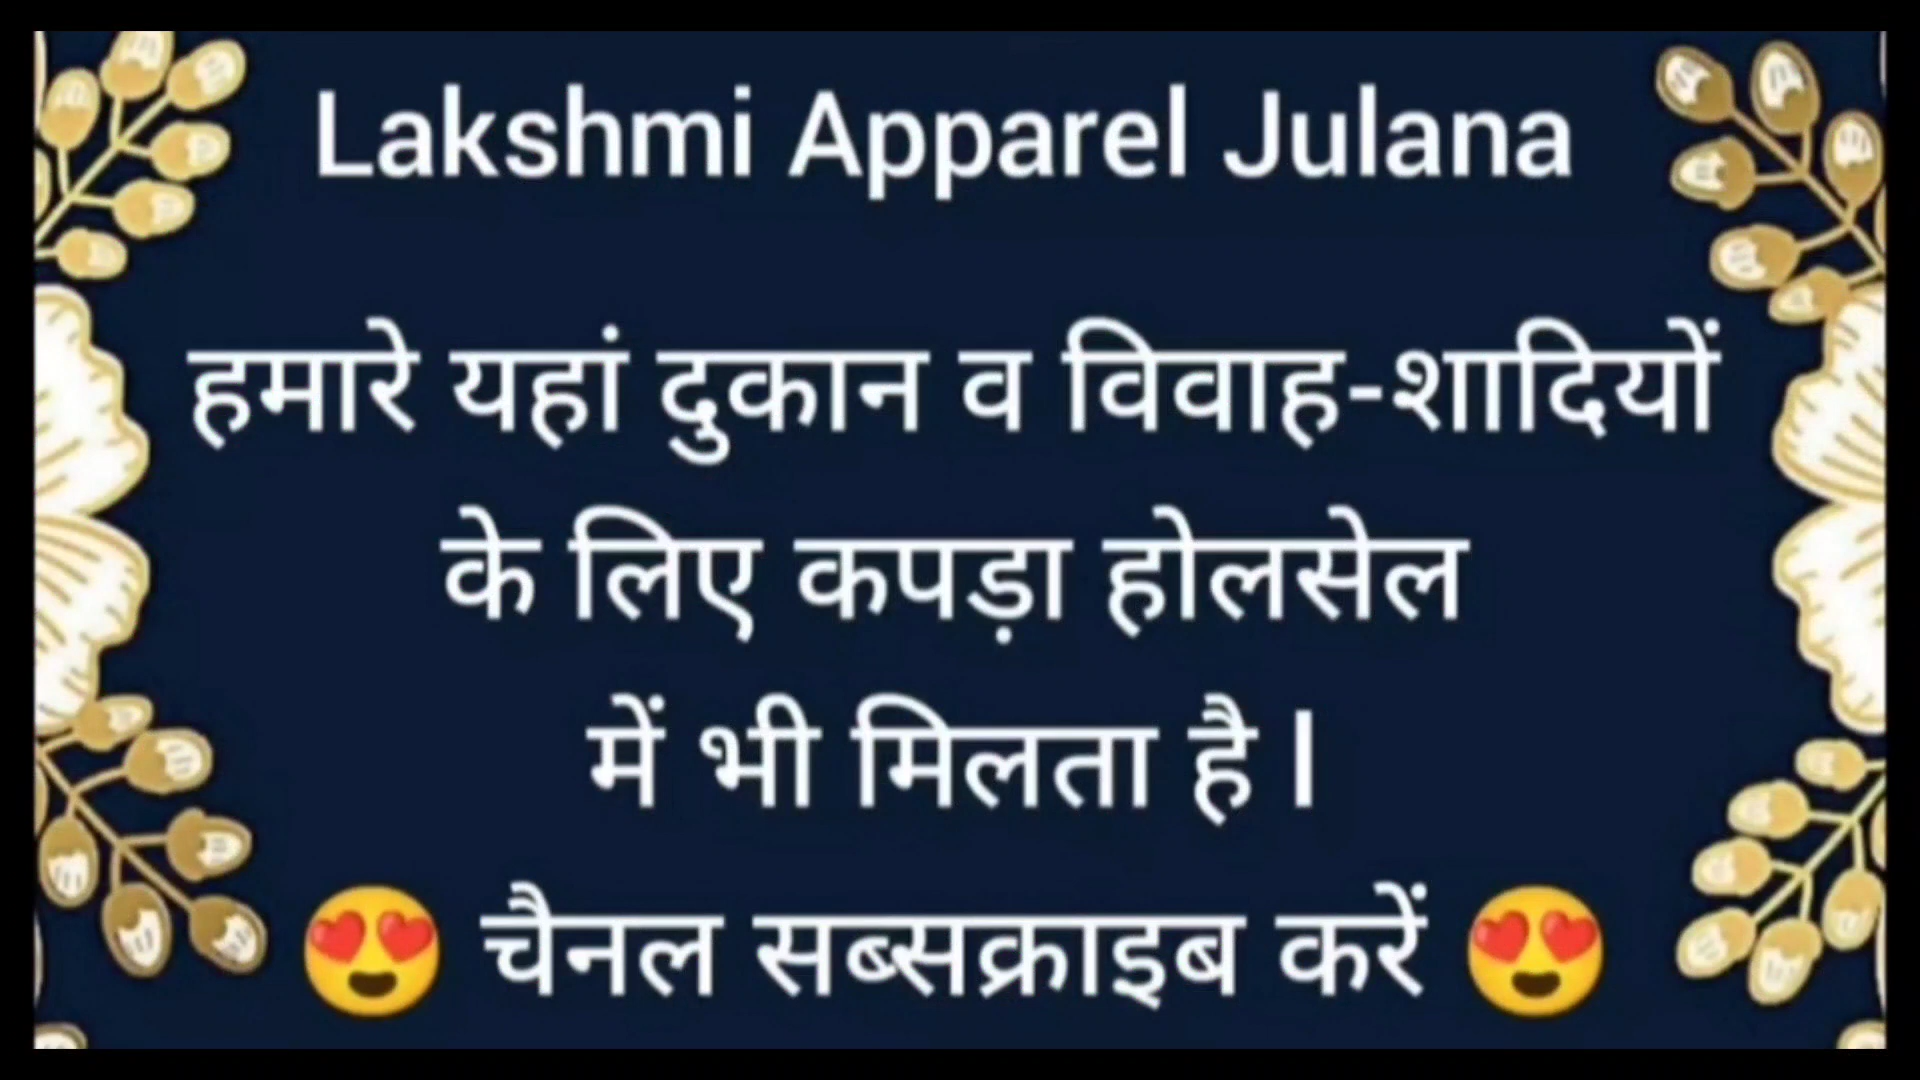 Lakshmi Apparel Julana
हमारे यहां दुकान व विवाह-शादियों
के लिए कपड़ा होलसेल
में भी मिलता है l
😍 चैनल सब्सक्राइब करें 😍